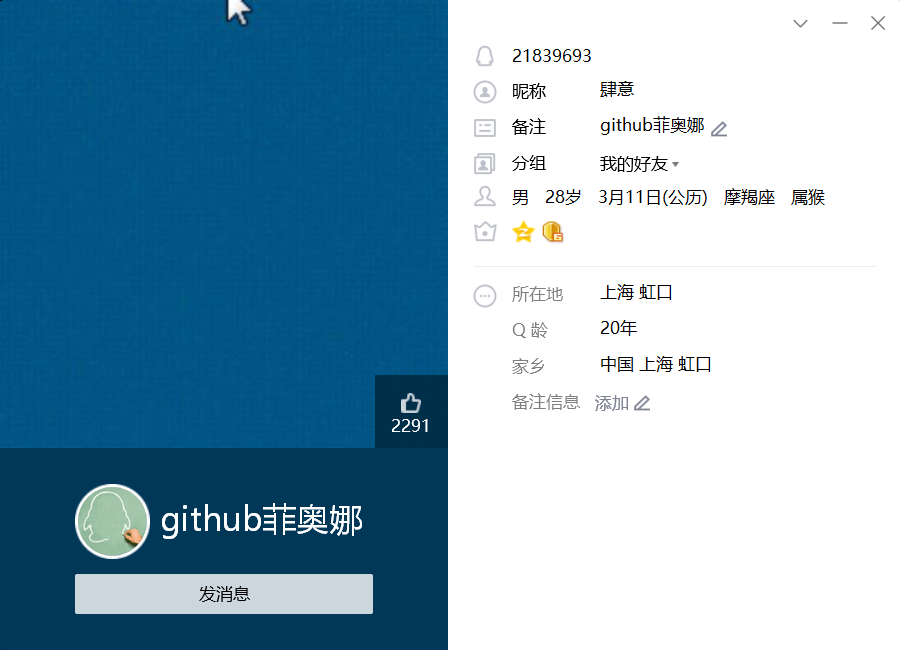 21839693
昵称 肆意
备注 github菲奥娜
分组 我的好友
男 28岁 3月11日(公历) 摩羯座 属猴
所在地 上海 虹口
Q 龄 20年
家乡 中国 上海 虹口
备注信息 添加
2291
github菲奥娜
发消息